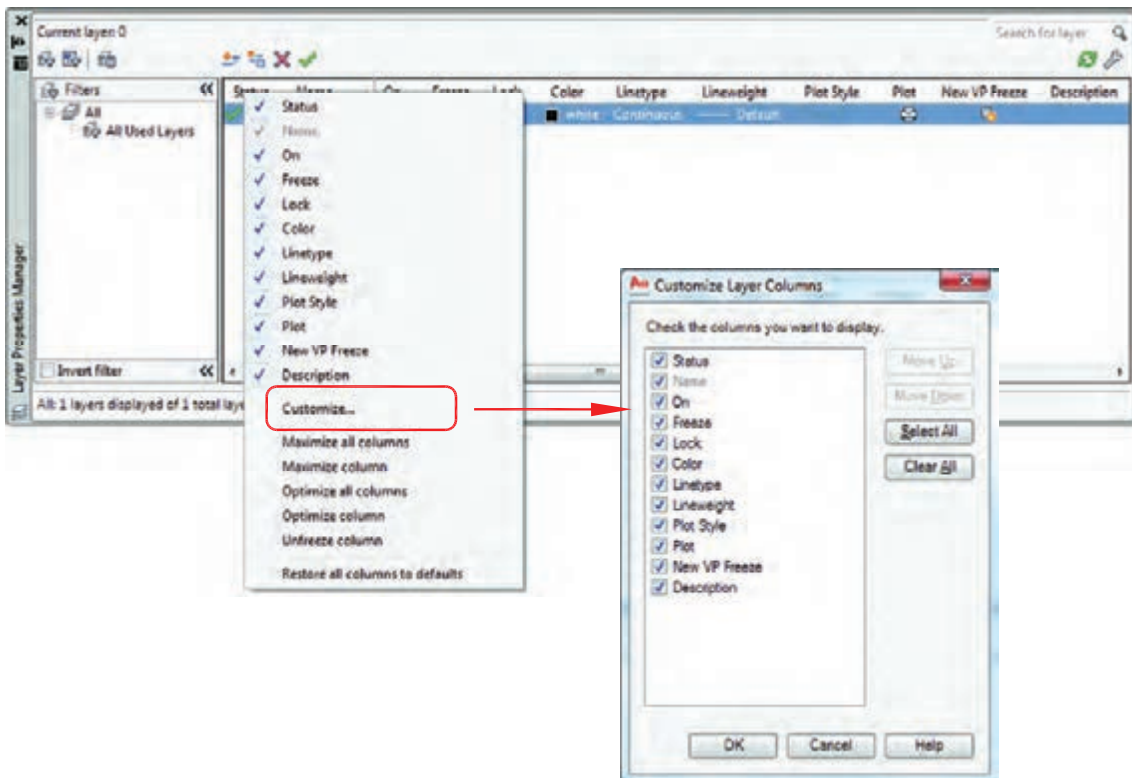 Current layer: 0
Search for layer
Filters
All
All Used Layers
Invert filter
All: 1 layers displayed of 1 total laye
Layer Properties Manager
Status Name On Freeze Lock Color Linetype Lineweight Plot Style Plot New VP Freeze Description
white Continuous Default
Status
Name
On
Freeze
Lock
Color
Linetype
Lineweight
Plot Style
Plot
New VP Freeze
Description
Customize...
Maximize all columns
Maximize column
Optimize all columns
Optimize column
Unfreeze column
Restore all columns to defaults
Customize Layer Columns
Check the columns you want to display.
Status
Name
On
Freeze
Lock
Color
Linetype
Lineweight
Plot Style
Plot
New VP Freeze
Description
Move Up
Move Down
Select All
Clear All
OK
Cancel
Help